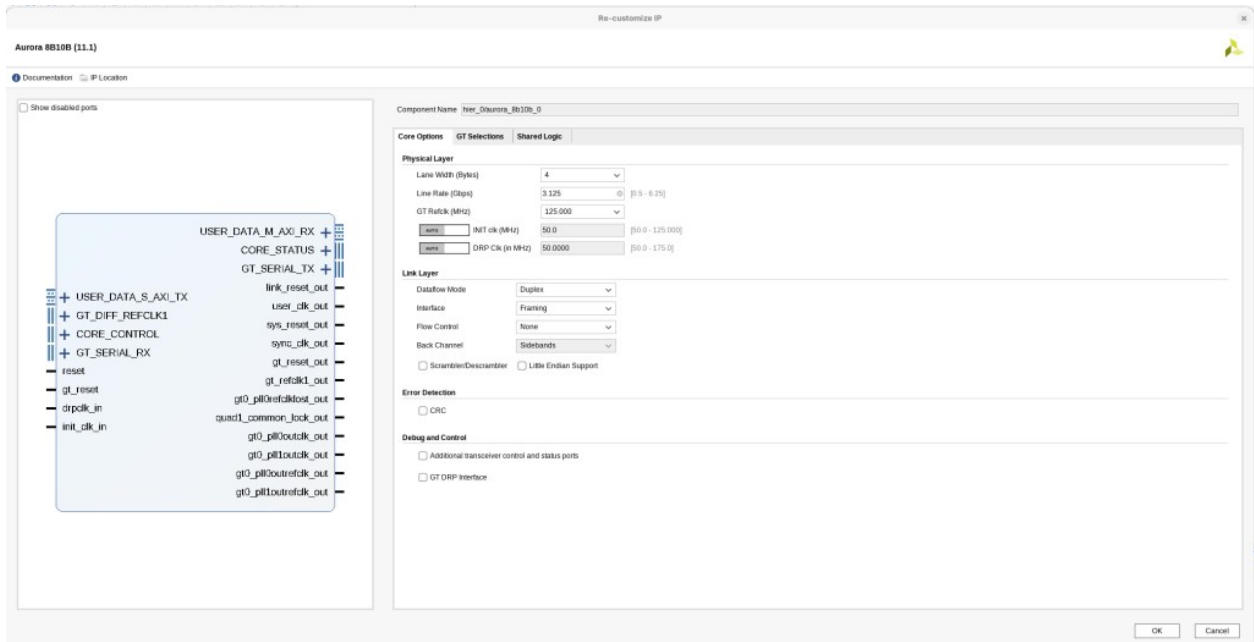 Re-customize IP
Aurora 8B10B (11.1)
Documentation IP Location
Show disabled ports
USER_DATA_M_AXI_RX
CORE_STATUS
GT_SERIAL_TX
link_reset_out
user_clk_out
sys_reset_out
sync_clk_out
gt_reset_out
gt_refclk1_out
gt0_pll0refclklost_out
quad1_common_lock_out
gt0_pll0outclk_out
gt0_pll1outclk_out
gt0_pll0outrefclk_out
gt0_pll1outrefclk_out
USER_DATA_S_AXI_TX
GT_DIFF_REFCLK1
CORE_CONTROL
GT_SERIAL_RX
reset
gt_reset
drpclk_in
init_clk_in
Component Name hier_0/aurora_8b10b_0
Core Options GT Selections Shared Logic
Physical Layer
Lane Width (Bytes) 4
Line Rate (Gbps) 3.125 [0.5 - 6.25]
GT Refclk (MHz) 125.000
AUTO INIT clk (MHz) 50.0 [50.0 - 125.000]
AUTO DRP Clk (in MHz) 50.0000 [50.0 - 175.0]
Link Layer
Dataflow Mode Duplex
Interface Framing
Flow Control None
Back Channel Sidebands
Scrambler/Descrambler Little Endian Support
Error Detection
CRC
Debug and Control
Additional transceiver control and status ports
GT DRP Interface
OK Cancel